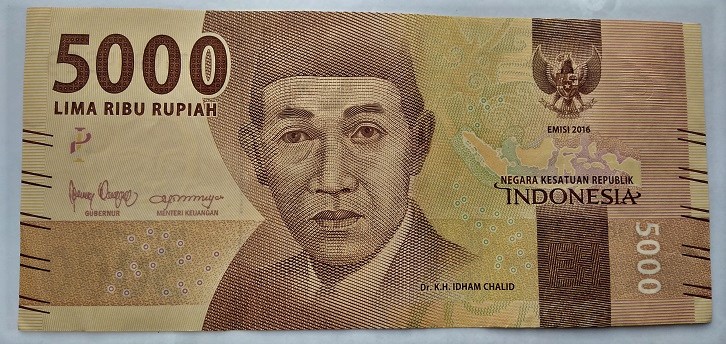 5000
LIMA RIBU RUPIAH
GUBERNUR
MENTERI KEUANGAN
EMISI 2016
NEGARA KESATUAN REPUBLIK
INDONESIA
Dr. K.H. IDHAM CHALID
5000